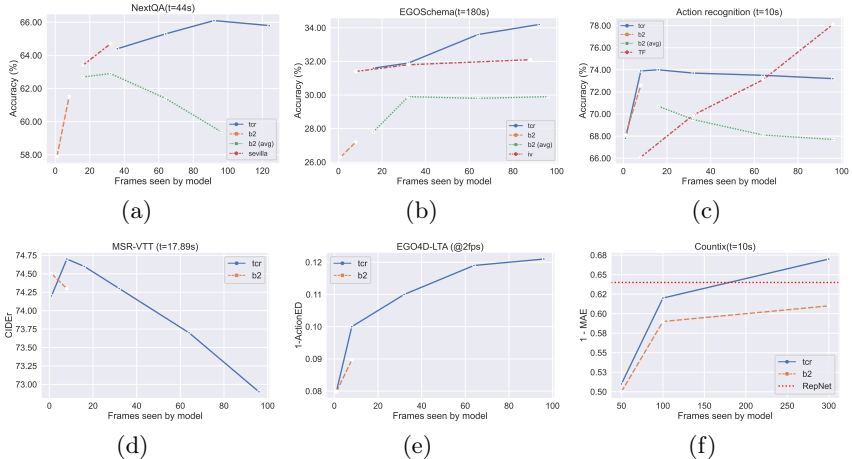 NextQA(t=44s)
66.00
64.00
62.00
60.00
58.00
Accuracy (%)
tcr
b2
b2 (avg)
sevilla
0 20 40 60 80 100 120
Frames seen by model
(a)
EGOSchema(t=180s)
34.00
32.00
30.00
28.00
26.00
Accuracy (%)
tcr
b2
b2 (avg)
iv
0 20 40 60 80 100
Frames seen by model
(b)
Action recognition (t=10s)
78.00
76.00
74.00
72.00
70.00
68.00
66.00
Accuracy (%)
tcr
b2
b2 (avg)
TF
0 20 40 60 80 100
Frames seen by model
(c)
MSR-VTT (t=17.89s)
74.75
74.50
74.25
74.00
73.75
73.50
73.25
73.00
CIDEr
tcr
b2
0 20 40 60 80 100
Frames seen by model
(d)
EGO4D-LTA (@2fps)
0.12
0.11
0.10
0.09
0.08
1-ActionED
tcr
b2
0 20 40 60 80 100
Frames seen by model
(e)
Countix(t=10s)
0.68
0.65
0.62
0.60
0.57
0.55
0.53
0.50
1 - MAE
tcr
b2
RepNet
50 100 150 200 250 300
Frames seen by model
(f)